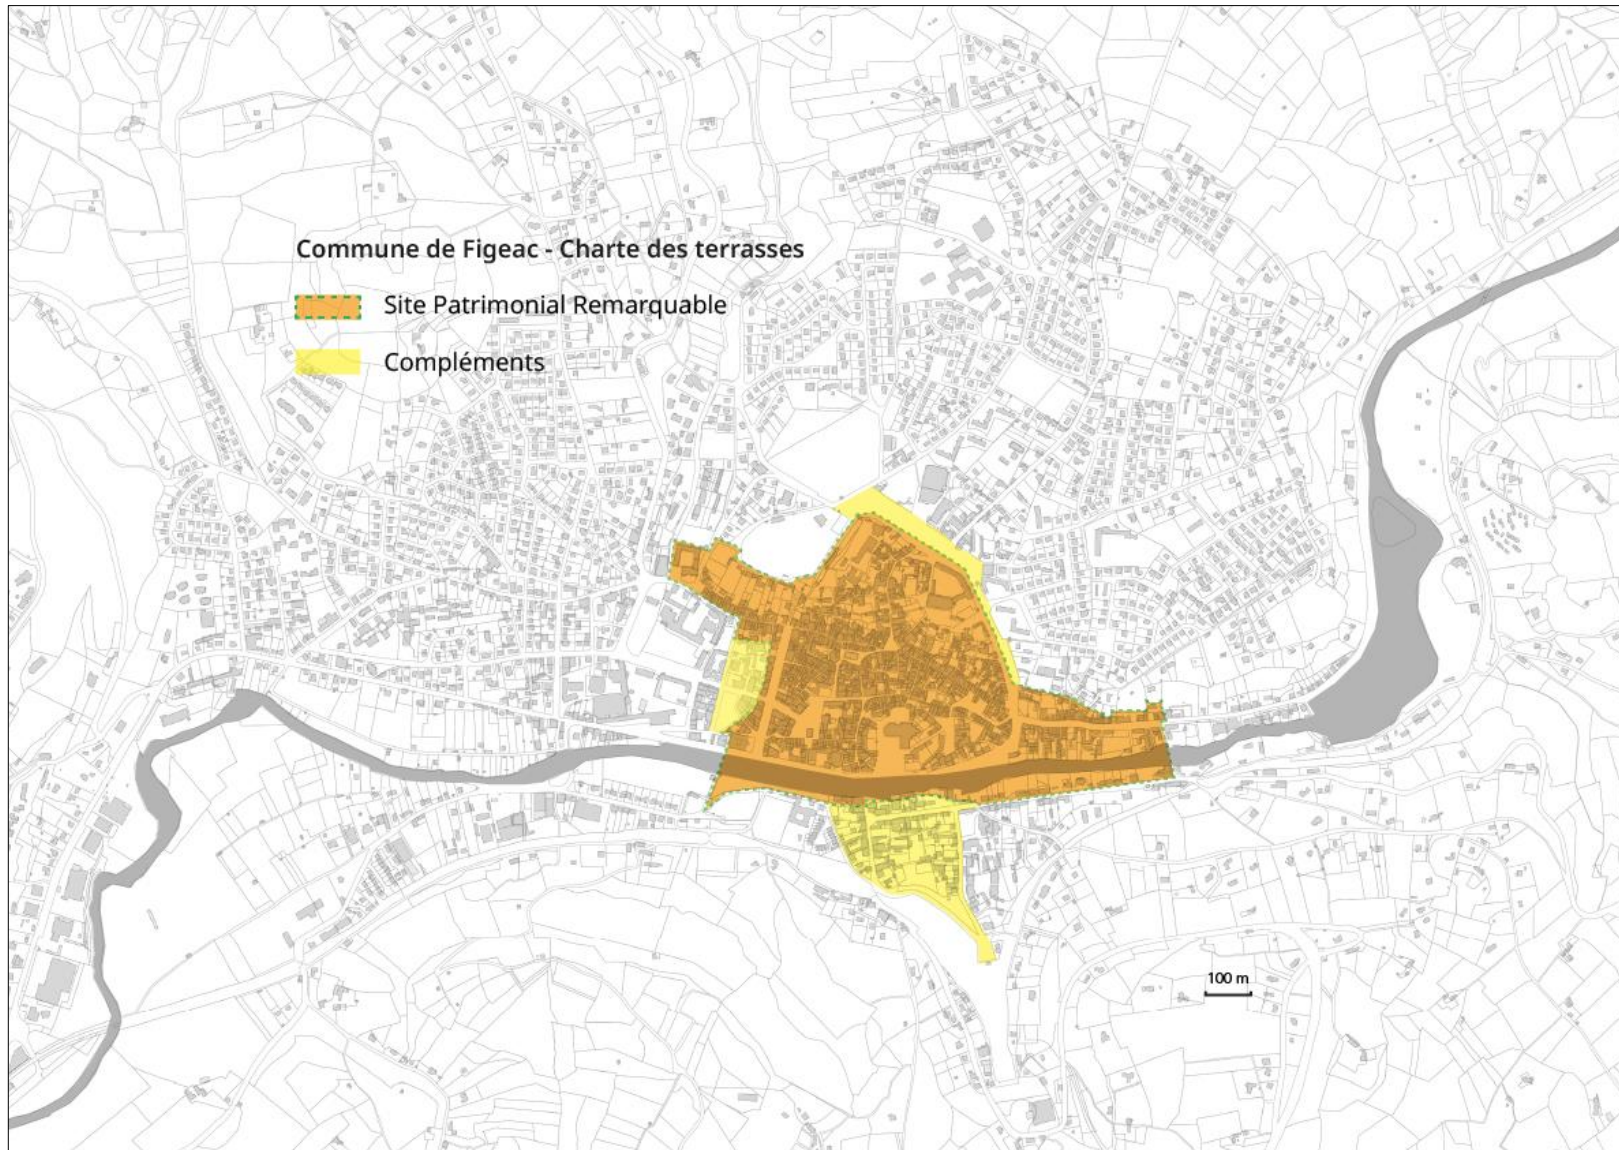 Commune de Figeac - Charte des terrasses
Site Patrimonial Remarquable
Compléments
100 m